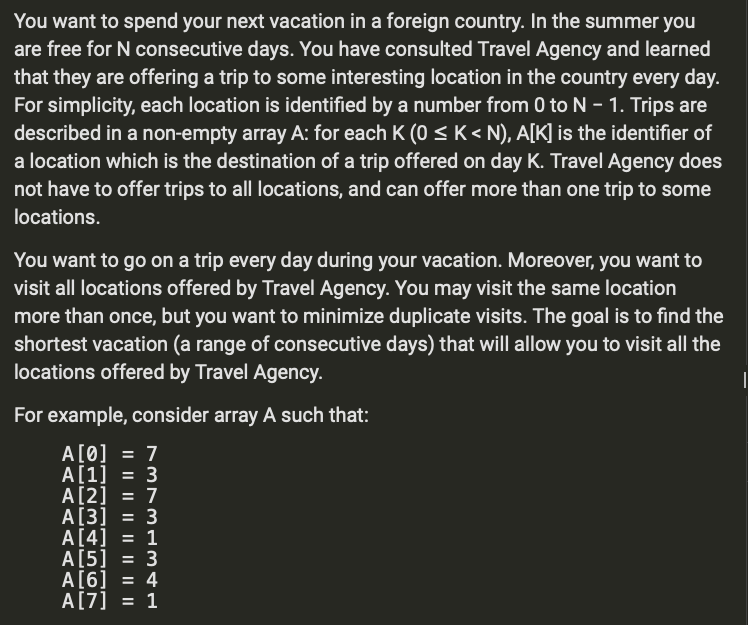 You want to spend your next vacation in a foreign country. In the summer you
are free for N consecutive days. You have consulted Travel Agency and learned
that they are offering a trip to some interesting location in the country every day.
For simplicity, each location is identified by a number from 0 to N − 1. Trips are
described in a non-empty array A: for each K (0 ≤ K < N), A[K] is the identifier of
a location which is the destination of a trip offered on day K. Travel Agency does
not have to offer trips to all locations, and can offer more than one trip to some
locations.
You want to go on a trip every day during your vacation. Moreover, you want to
visit all locations offered by Travel Agency. You may visit the same location
more than once, but you want to minimize duplicate visits. The goal is to find the
shortest vacation (a range of consecutive days) that will allow you to visit all the
locations offered by Travel Agency.
For example, consider array A such that:
A[0] = 7
A[1] = 3
A[2] = 7
A[3] = 3
A[4] = 1
A[5] = 3
A[6] = 4
A[7] = 1